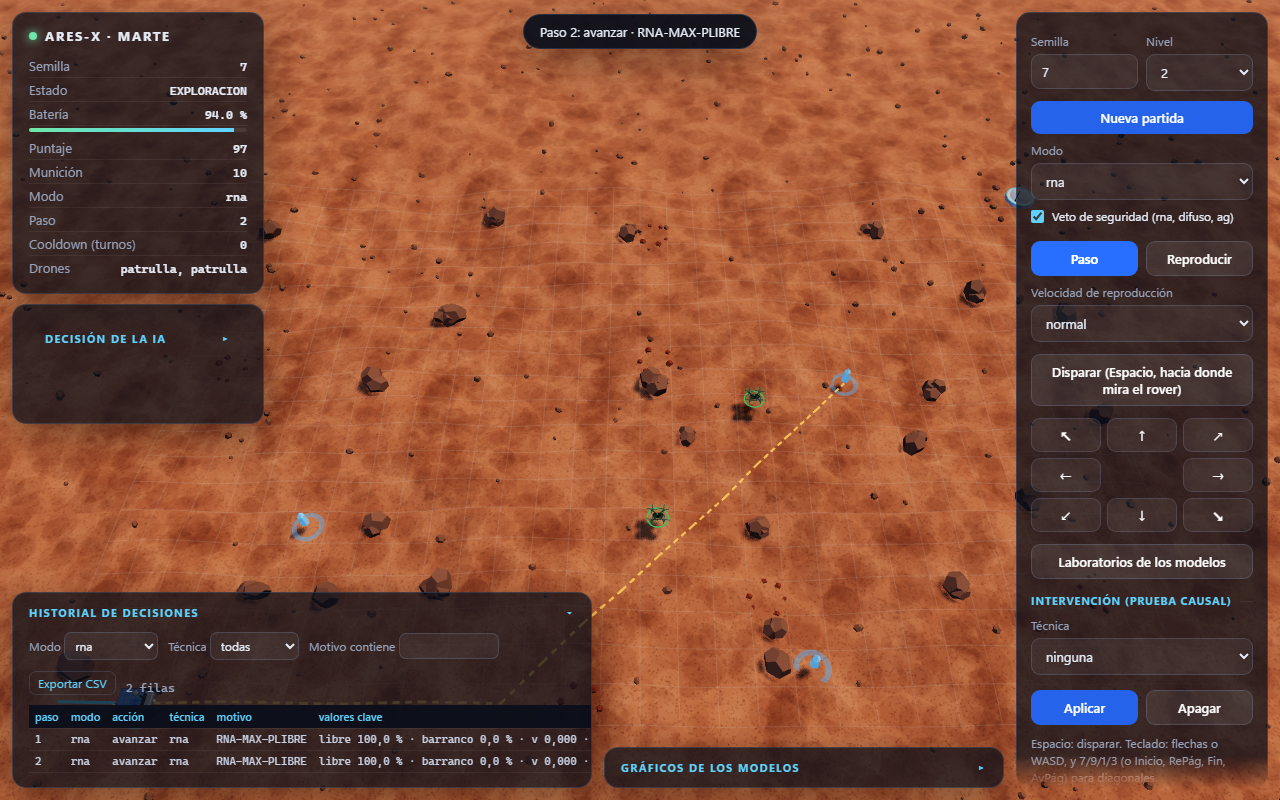 ARES-X · MARTE
Semilla 7
Estado EXPLORACION
Batería 94.0 %
Puntaje 97
Munición 10
Modo rna
Paso 2
Cooldown (turnos) 0
Drones patrulla, patrulla
DECISIÓN DE LA IA
Paso 2: avanzar · RNA-MAX-PLIBRE
Semilla Nivel
7 2
Nueva partida
Modo
rna
Veto de seguridad (rna, difuso, ag)
Paso Reproducir
Velocidad de reproducción
normal
Disparar (Espacio, hacia donde
mira el rover)
↖ ↑ ↗
← →
↙ ↓ ↘
Laboratorios de los modelos
INTERVENCIÓN (PRUEBA CAUSAL)
Técnica
ninguna
Aplicar Apagar
Espacio: disparar. Teclado: flechas o
WASD, y 7/9/1/3 (o Inicio, RePág, Fin,
AvPág) para diagonales.
HISTORIAL DE DECISIONES
Modo rna Técnica todas Motivo contiene
Exportar CSV 2 filas
paso modo acción técnica motivo valores clave
1 rna avanzar rna RNA-MAX-PLIBRE libre 100,0 % · barranco 0,0 % · v 0,000 ·
2 rna avanzar rna RNA-MAX-PLIBRE libre 100,0 % · barranco 0,0 % · v 0,000 ·
GRÁFICOS DE LOS MODELOS